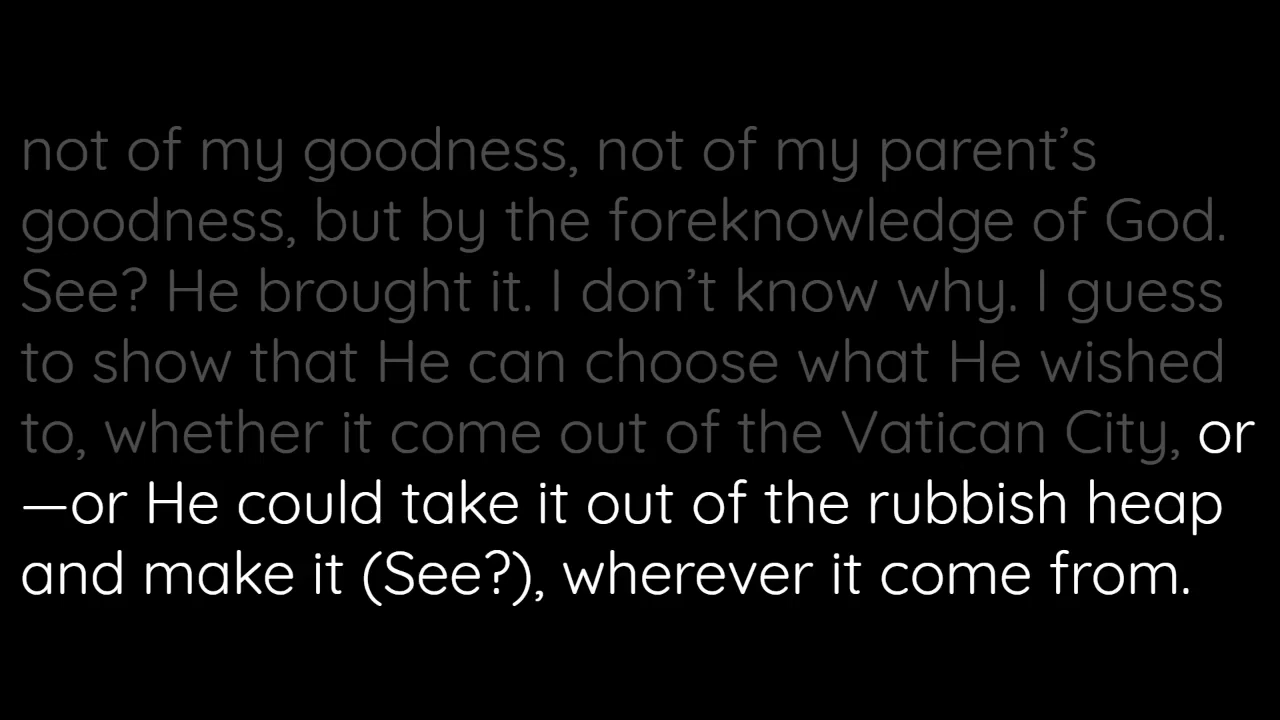 not of my goodness, not of my parent’s
goodness, but by the foreknowledge of God.
See? He brought it. I don’t know why. I guess
to show that He can choose what He wished
to, whether it come out of the Vatican City, or
—or He could take it out of the rubbish heap
and make it (See?), wherever it come from.